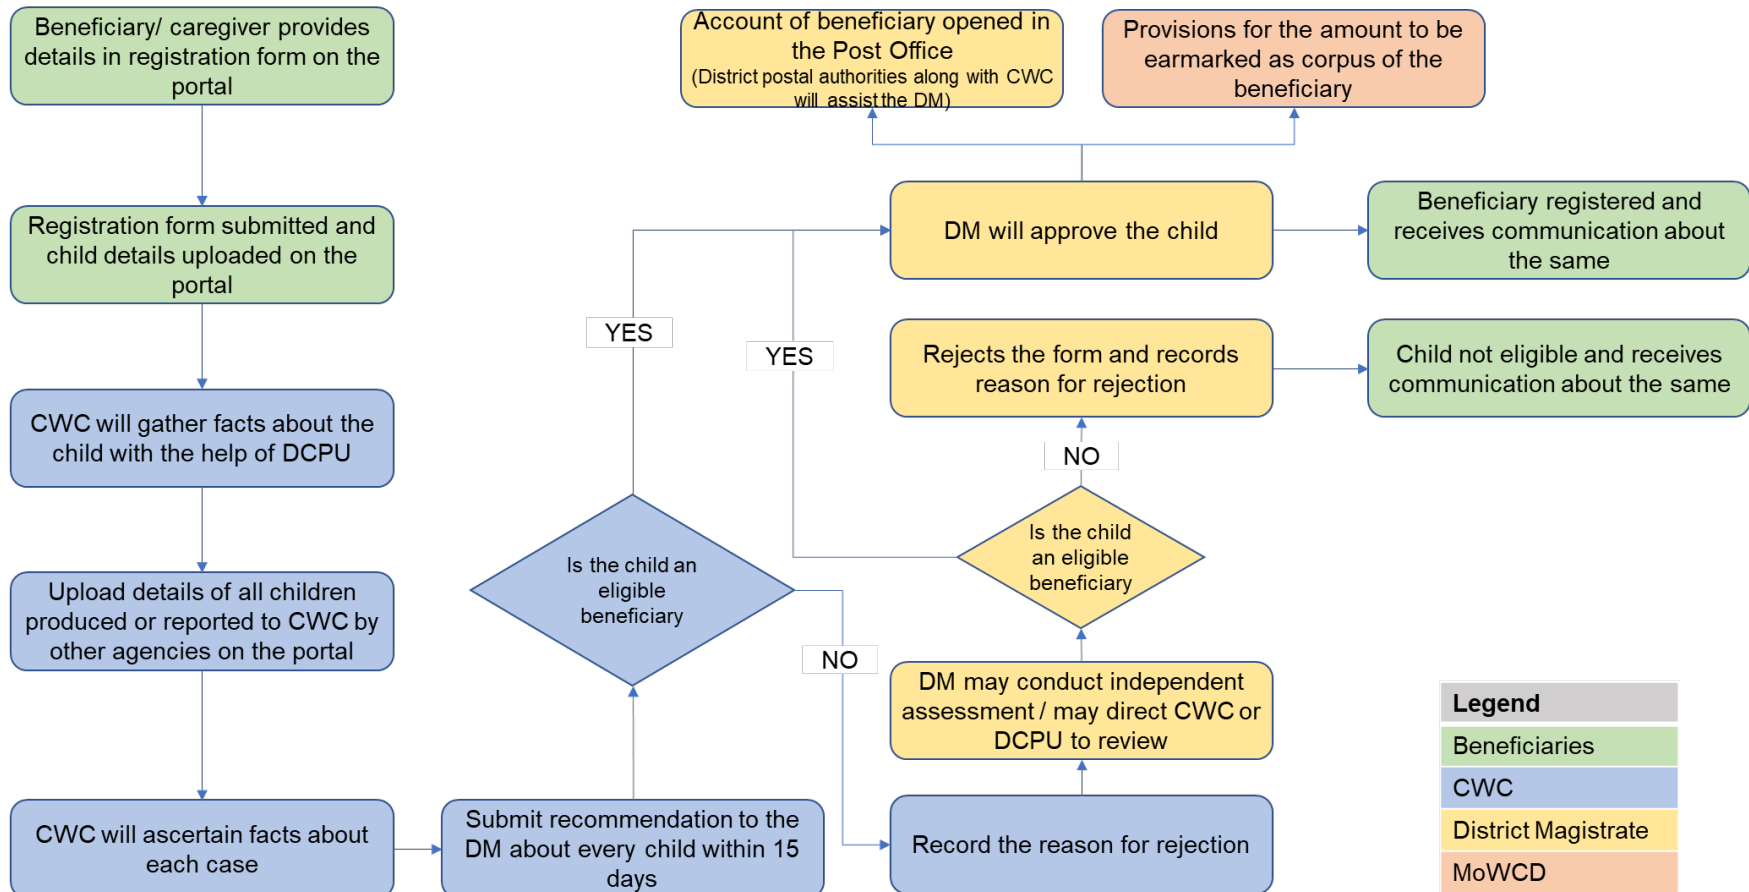 Beneficiary/ caregiver provides
details in registration form on the
portal
Registration form submitted and
child details uploaded on the
portal
CWC will gather facts about the
child with the help of DCPU
Upload details of all children
produced or reported to CWC by
other agencies on the portal
CWC will ascertain facts about
each case
Submit recommendation to the
DM about every child within 15
days
Is the child an
eligible
beneficiary
YES
NO
Record the reason for rejection
DM may conduct independent
assessment / may direct CWC or
DCPU to review
Is the child
an eligible
beneficiary
YES
NO
Rejects the form and records
reason for rejection
Child not eligible and receives
communication about the same
DM will approve the child
Beneficiary registered and
receives communication about
the same
Account of beneficiary opened in
the Post Office
(District postal authorities along with CWC
will assist the DM)
Provisions for the amount to be
earmarked as corpus of the
beneficiary
Legend
Beneficiaries
CWC
District Magistrate
MoWCD